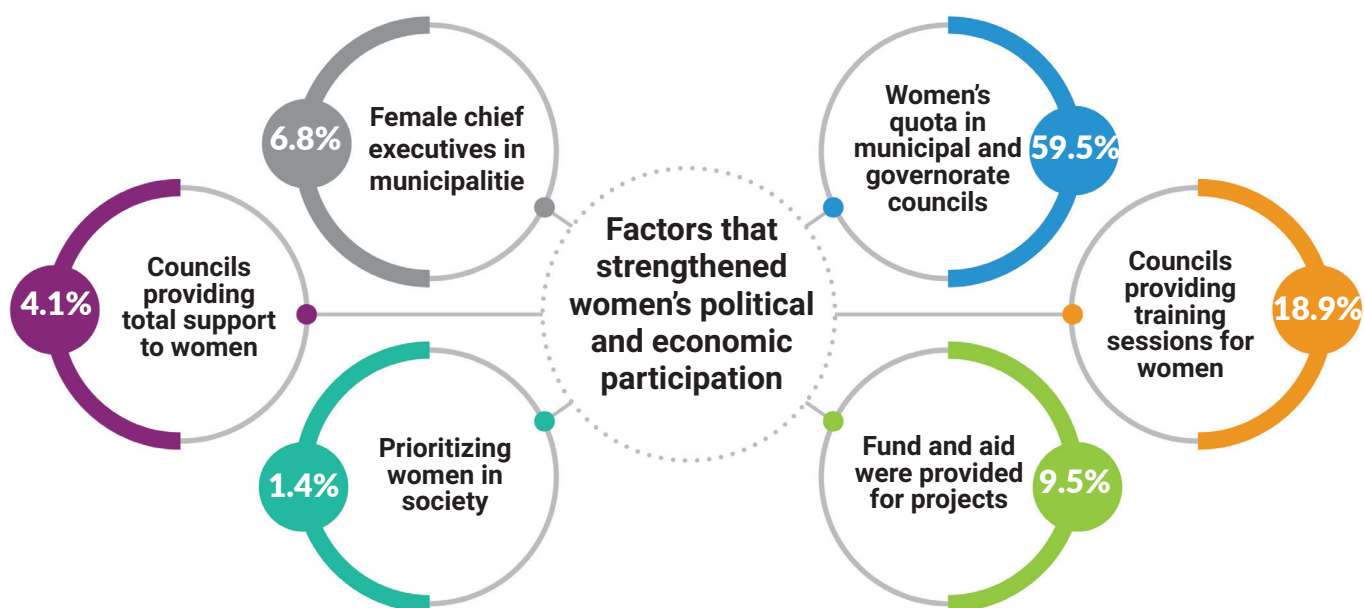 Factors that
strengthened
women's political
and economic
participation
Women's
quota in
municipal and
governorate
councils
59.5%
Councils
providing
training
sessions for
women
18.9%
Fund and aid
were provided
for projects
9.5%
Female chief
executives in
municipalitie
6.8%
Councils
providing
total support
to women
4.1%
Prioritizing
women in
society
1.4%